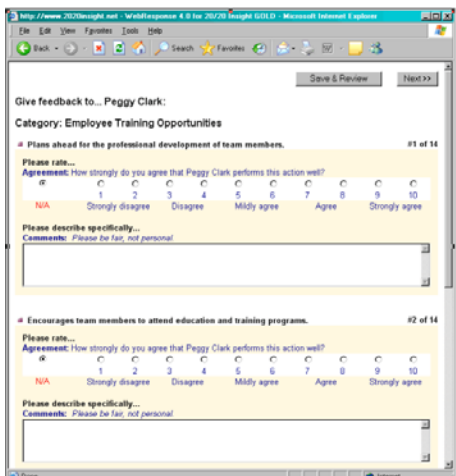 http://www.2020insight.net - WebResponse 4.0 for 20/20 Insight GOLD - Microsoft Internet Explorer
File Edit View Favorites Tools Help
Back Search Favorites
Save & Review Next>>
Give feedback to... Peggy Clark:
Category: Employee Training Opportunities
Plans ahead for the professional development of team members. #1 of 14
Please rate...
Agreement: How strongly do you agree that Peggy Clark performs this action well?
1 2 3 4 5 6 7 8 9 10
N/A Strongly disagree Disagree Mildly agree Agree Strongly agree
Please describe specifically...
Comments: Please be fair, not personal
Encourages team members to attend education and training programs. #2 of 14
Please rate...
Agreement: How strongly do you agree that Peggy Clark performs this action well?
1 2 3 4 5 6 7 8 9 10
N/A Strongly disagree Disagree Mildly agree Agree Strongly agree
Please describe specifically...
Comments: Please be fair, not personal